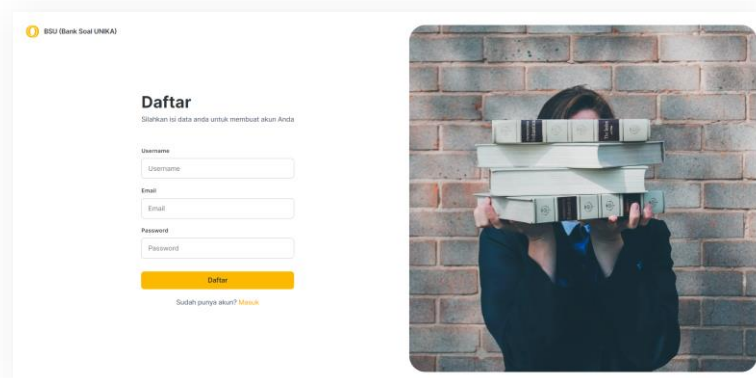 BSU (Bank Soal UNIKA)
Daftar
Silahkan isi data anda untuk membuat akun Anda
Username
Username
Email
Email
Password
Password
Daftar
Sudah punya akun? Masuk